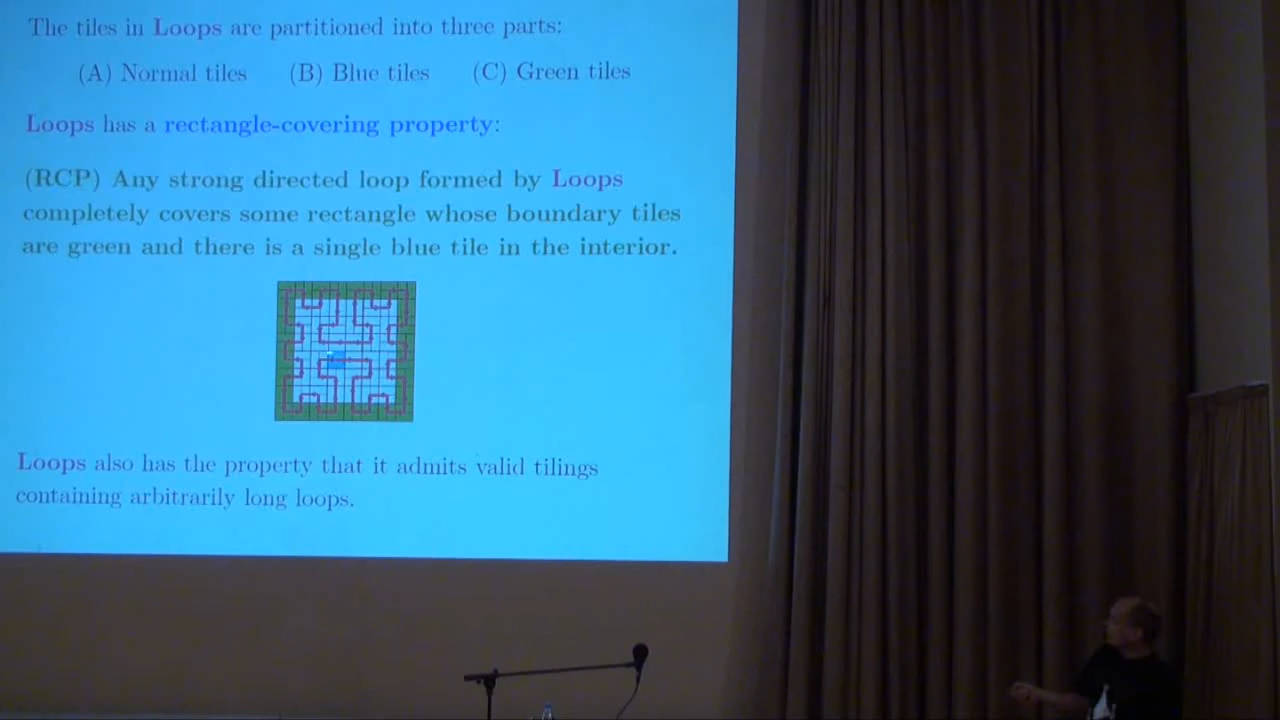 The tiles in Loops are partitioned into three parts:
(A) Normal tiles (B) Blue tiles (C) Green tiles
Loops has a rectangle-covering property:
(RCP) Any strong directed loop formed by Loops
completely covers some rectangle whose boundary tiles
are green and there is a single blue tile in the interior.
Loops also has the property that it admits valid tilings
containing arbitrarily long loops.